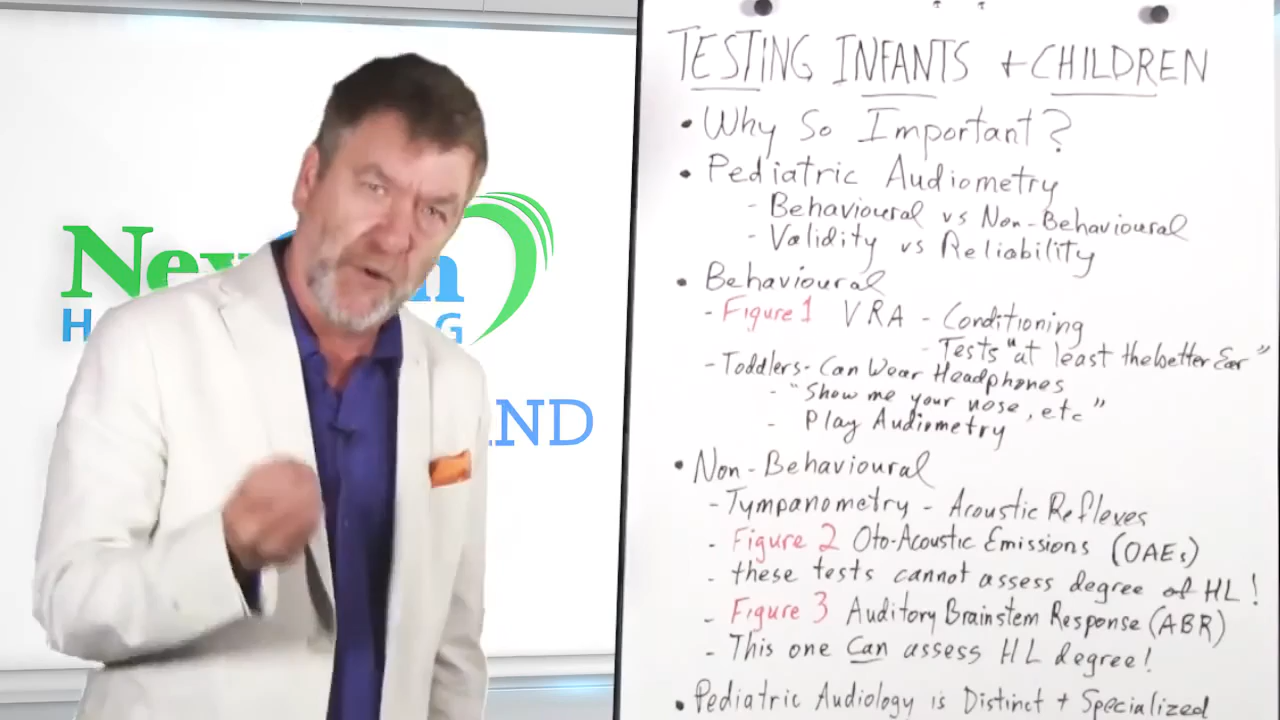 TESTING INFANTS + CHILDREN
• Why So Important?
• Pediatric Audiometry
- Behavioural vs Non-Behavioural
- Validity vs Reliability
• Behavioural
- Figure 1 VRA - Conditioning
- Tests "at least the better Ear"
- Toddlers - Can Wear Headphones
- "Show me your nose, etc"
- Play Audiometry
• Non-Behavioural
- Tympanometry - Acoustic Reflexes
- Figure 2 Oto-Acoustic Emissions (OAEs)
- these tests cannot assess degree of HL!
- Figure 3 Auditory Brainstem Response (ABR)
- This one Can assess HL degree!
• Pediatric Audiology is Distinct + Specialized